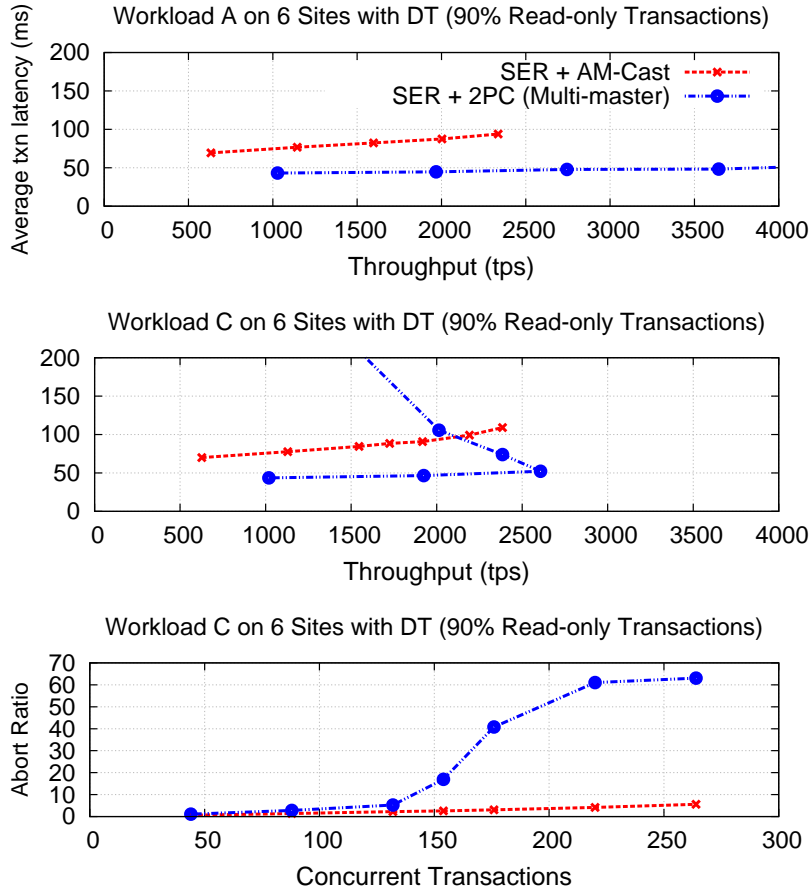 Workload A on 6 Sites with DT (90% Read-only Transactions)
Average txn latency (ms)
200
150
100
50
0
SER + AM-Cast
SER + 2PC (Multi-master)
0 500 1000 1500 2000 2500 3000 3500 4000
Throughput (tps)
Workload C on 6 Sites with DT (90% Read-only Transactions)
200
150
100
50
0
0 500 1000 1500 2000 2500 3000 3500 4000
Throughput (tps)
Workload C on 6 Sites with DT (90% Read-only Transactions)
Abort Ratio
70
60
50
40
30
20
10
0
0 50 100 150 200 250 300
Concurrent Transactions